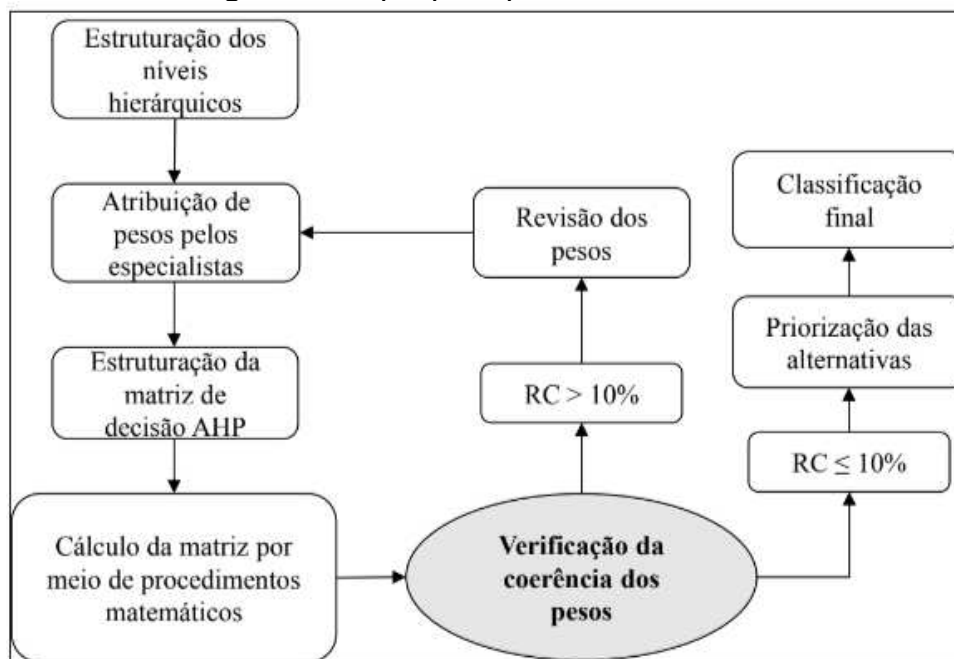 Estruturação dos
níveis
hierárquicos
Atribuição de
pesos pelos
especialistas
Estruturação da
matriz de
decisão AHP
Cálculo da matriz por
meio de procedimentos
matemáticos
Verificação da
coerência dos
pesos
RC > 10%
Revisão dos
pesos
RC ≤ 10%
Priorização das
alternativas
Classificação
final